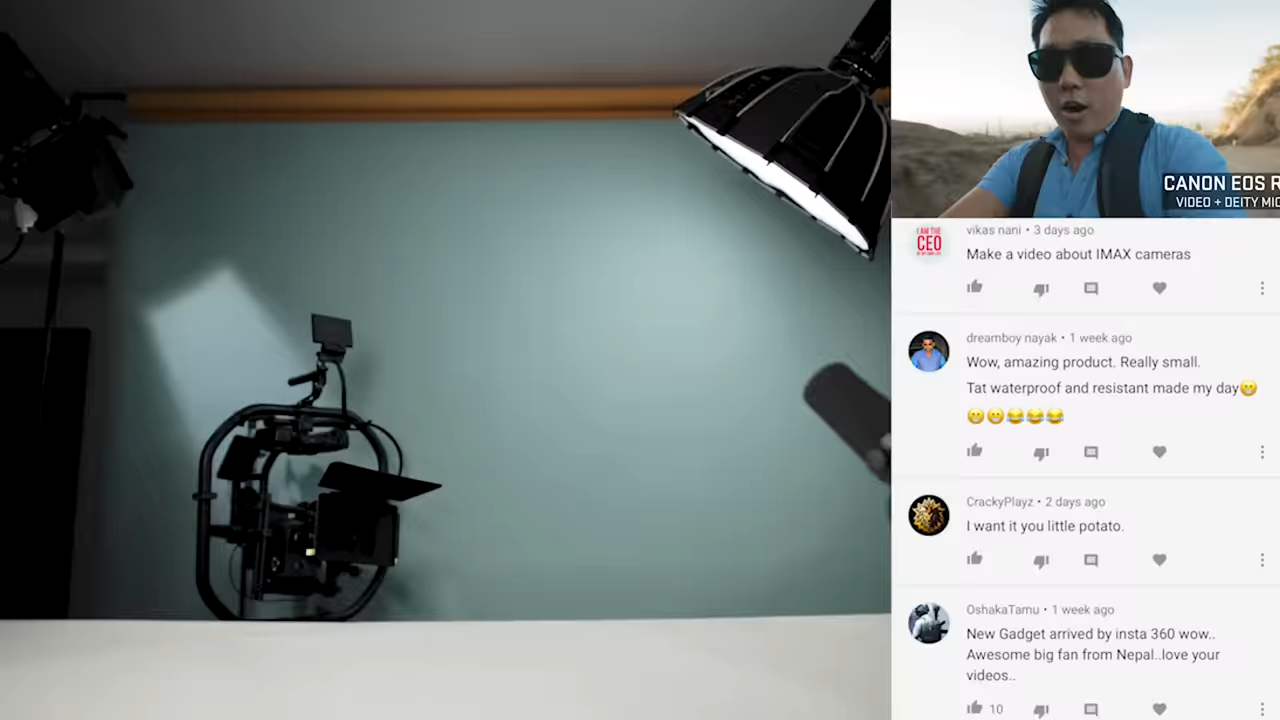 CANON EOS R
VIDEO + DEITY MIC
I AM THE
CEO
vikas nani • 3 days ago
Make a video about IMAX cameras
dreamboy nayak • 1 week ago
Wow, amazing product. Really small.
Tat waterproof and resistant made my day😁
😁😁😂😂😂
CrackyPlayz • 2 days ago
I want it you little potato.
OshakaTamu • 1 week ago
New Gadget arrived by insta 360 wow..
Awesome big fan from Nepal..love your
videos..
10